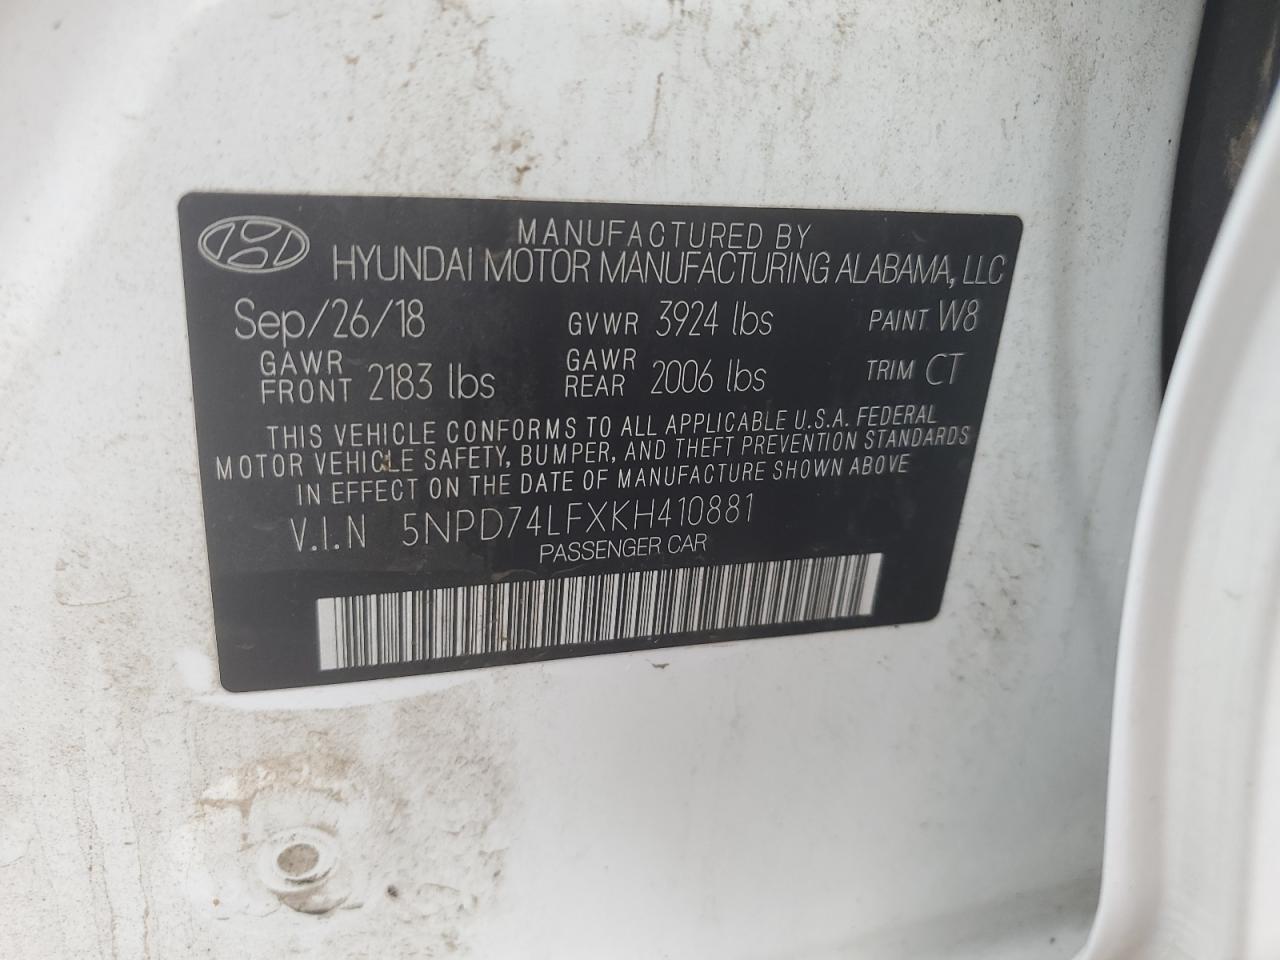 MANUFACTURED BY
HYUNDAI MOTOR MANUFACTURING ALABAMA, LLC
Sep/26/18 GVWR 3924 lbs PAINT W8
GAWR FRONT 2183 lbs GAWR REAR 2006 lbs TRIM CT
THIS VEHICLE CONFORMS TO ALL APPLICABLE U.S.A. FEDERAL
MOTOR VEHICLE SAFETY, BUMPER, AND THEFT PREVENTION STANDARDS
IN EFFECT ON THE DATE OF MANUFACTURE SHOWN ABOVE
V.I.N 5NPD74LFXKH410881
PASSENGER CAR